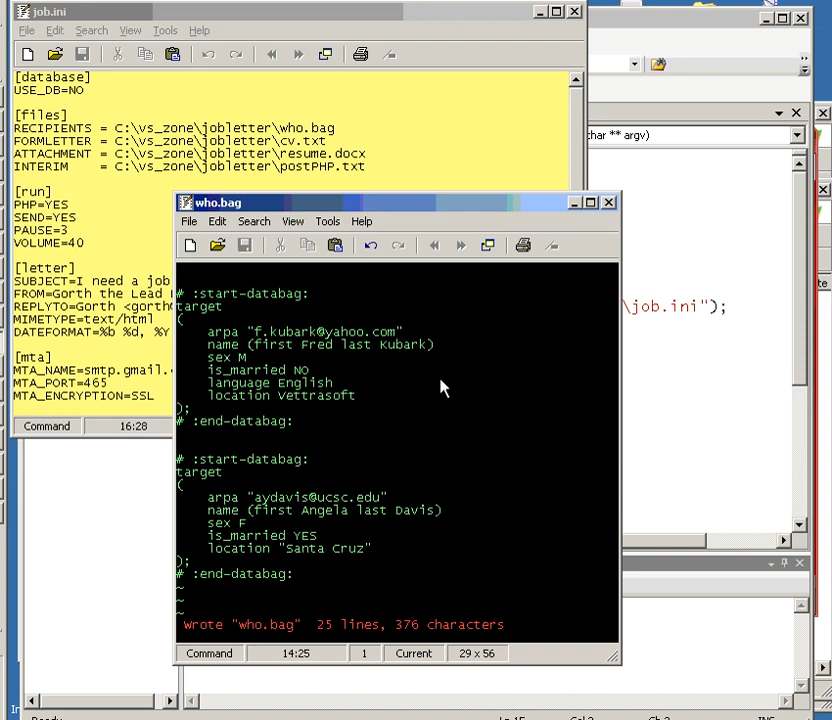 job.ini
File Edit Search View Tools Help
[database]
USE_DB=NO
[files]
RECIPIENTS = C:\vs_zone\jobletter\who.bag
FORMLETTER = C:\vs_zone\jobletter\cv.txt
ATTACHMENT = C:\vs_zone\jobletter\resume.docx
INTERIM = C:\vs_zone\jobletter\postPHP.txt
[run]
PHP=YES
SEND=YES
PAUSE=3
VOLUME=40
[letter]
SUBJECT=I need a job
FROM=Gorth the Lead
REPLYTO=Gorth <gorth
MIMETYPE=text/html
DATEFORMAT=%b %d, %Y
[mta]
MTA_NAME=smtp.gmail.
MTA_PORT=465
MTA_ENCRYPTION=SSL
Command 16:28
char ** argv)
\job.ini");
who.bag
File Edit Search View Tools Help
# :start-databag:
target
(
arpa "f.kubark@yahoo.com"
name (first Fred last Kubark)
sex M
is_married NO
language English
location Vettrasoft
);
# :end-databag:
# :start-databag:
target
(
arpa "aydavis@ucsc.edu"
name (first Angela last Davis)
sex F
is_married YES
location "Santa Cruz"
);
# :end-databag:
~
~
~
Wrote "who.bag" 25 lines, 376 characters
Command 14:25 1 Current 29 x 56